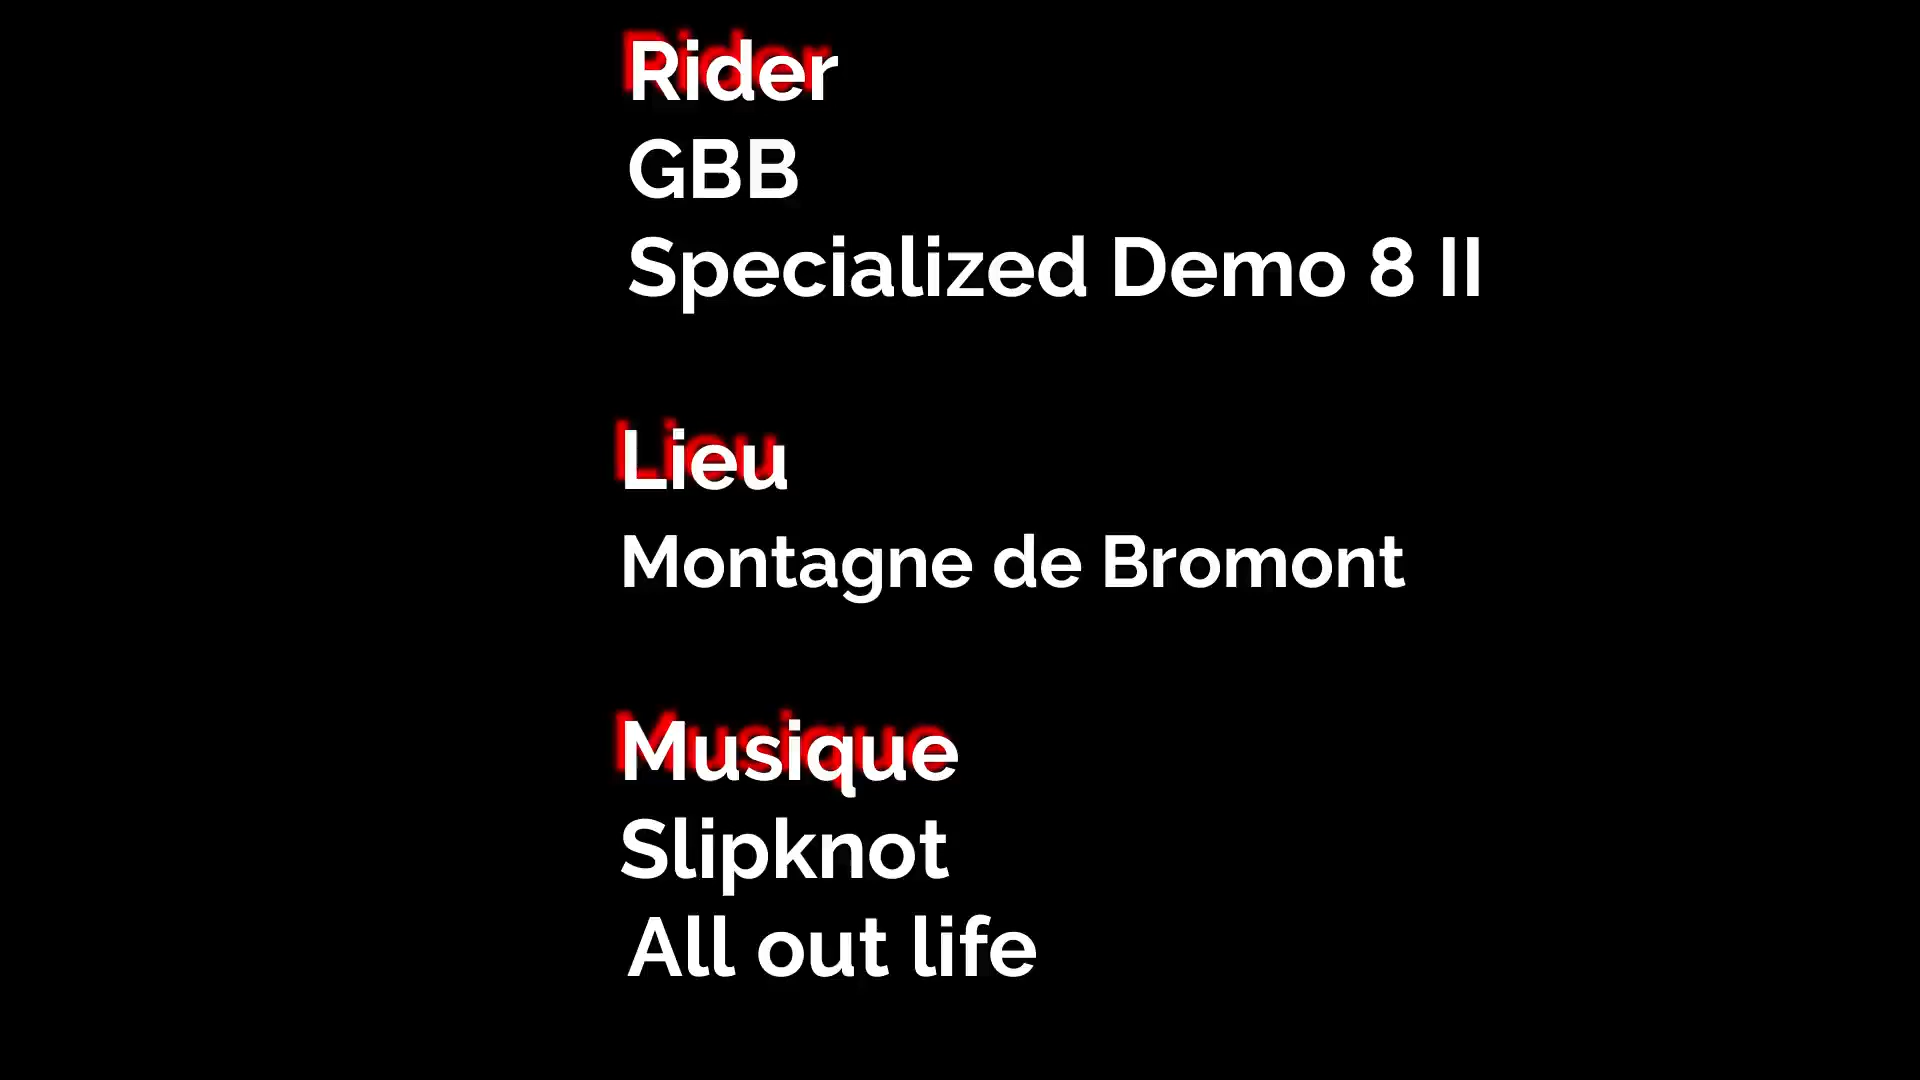 Rider
GBB
Specialized Demo 8 II
Lieu
Montagne de Bromont
Musique
Slipknot
All out life